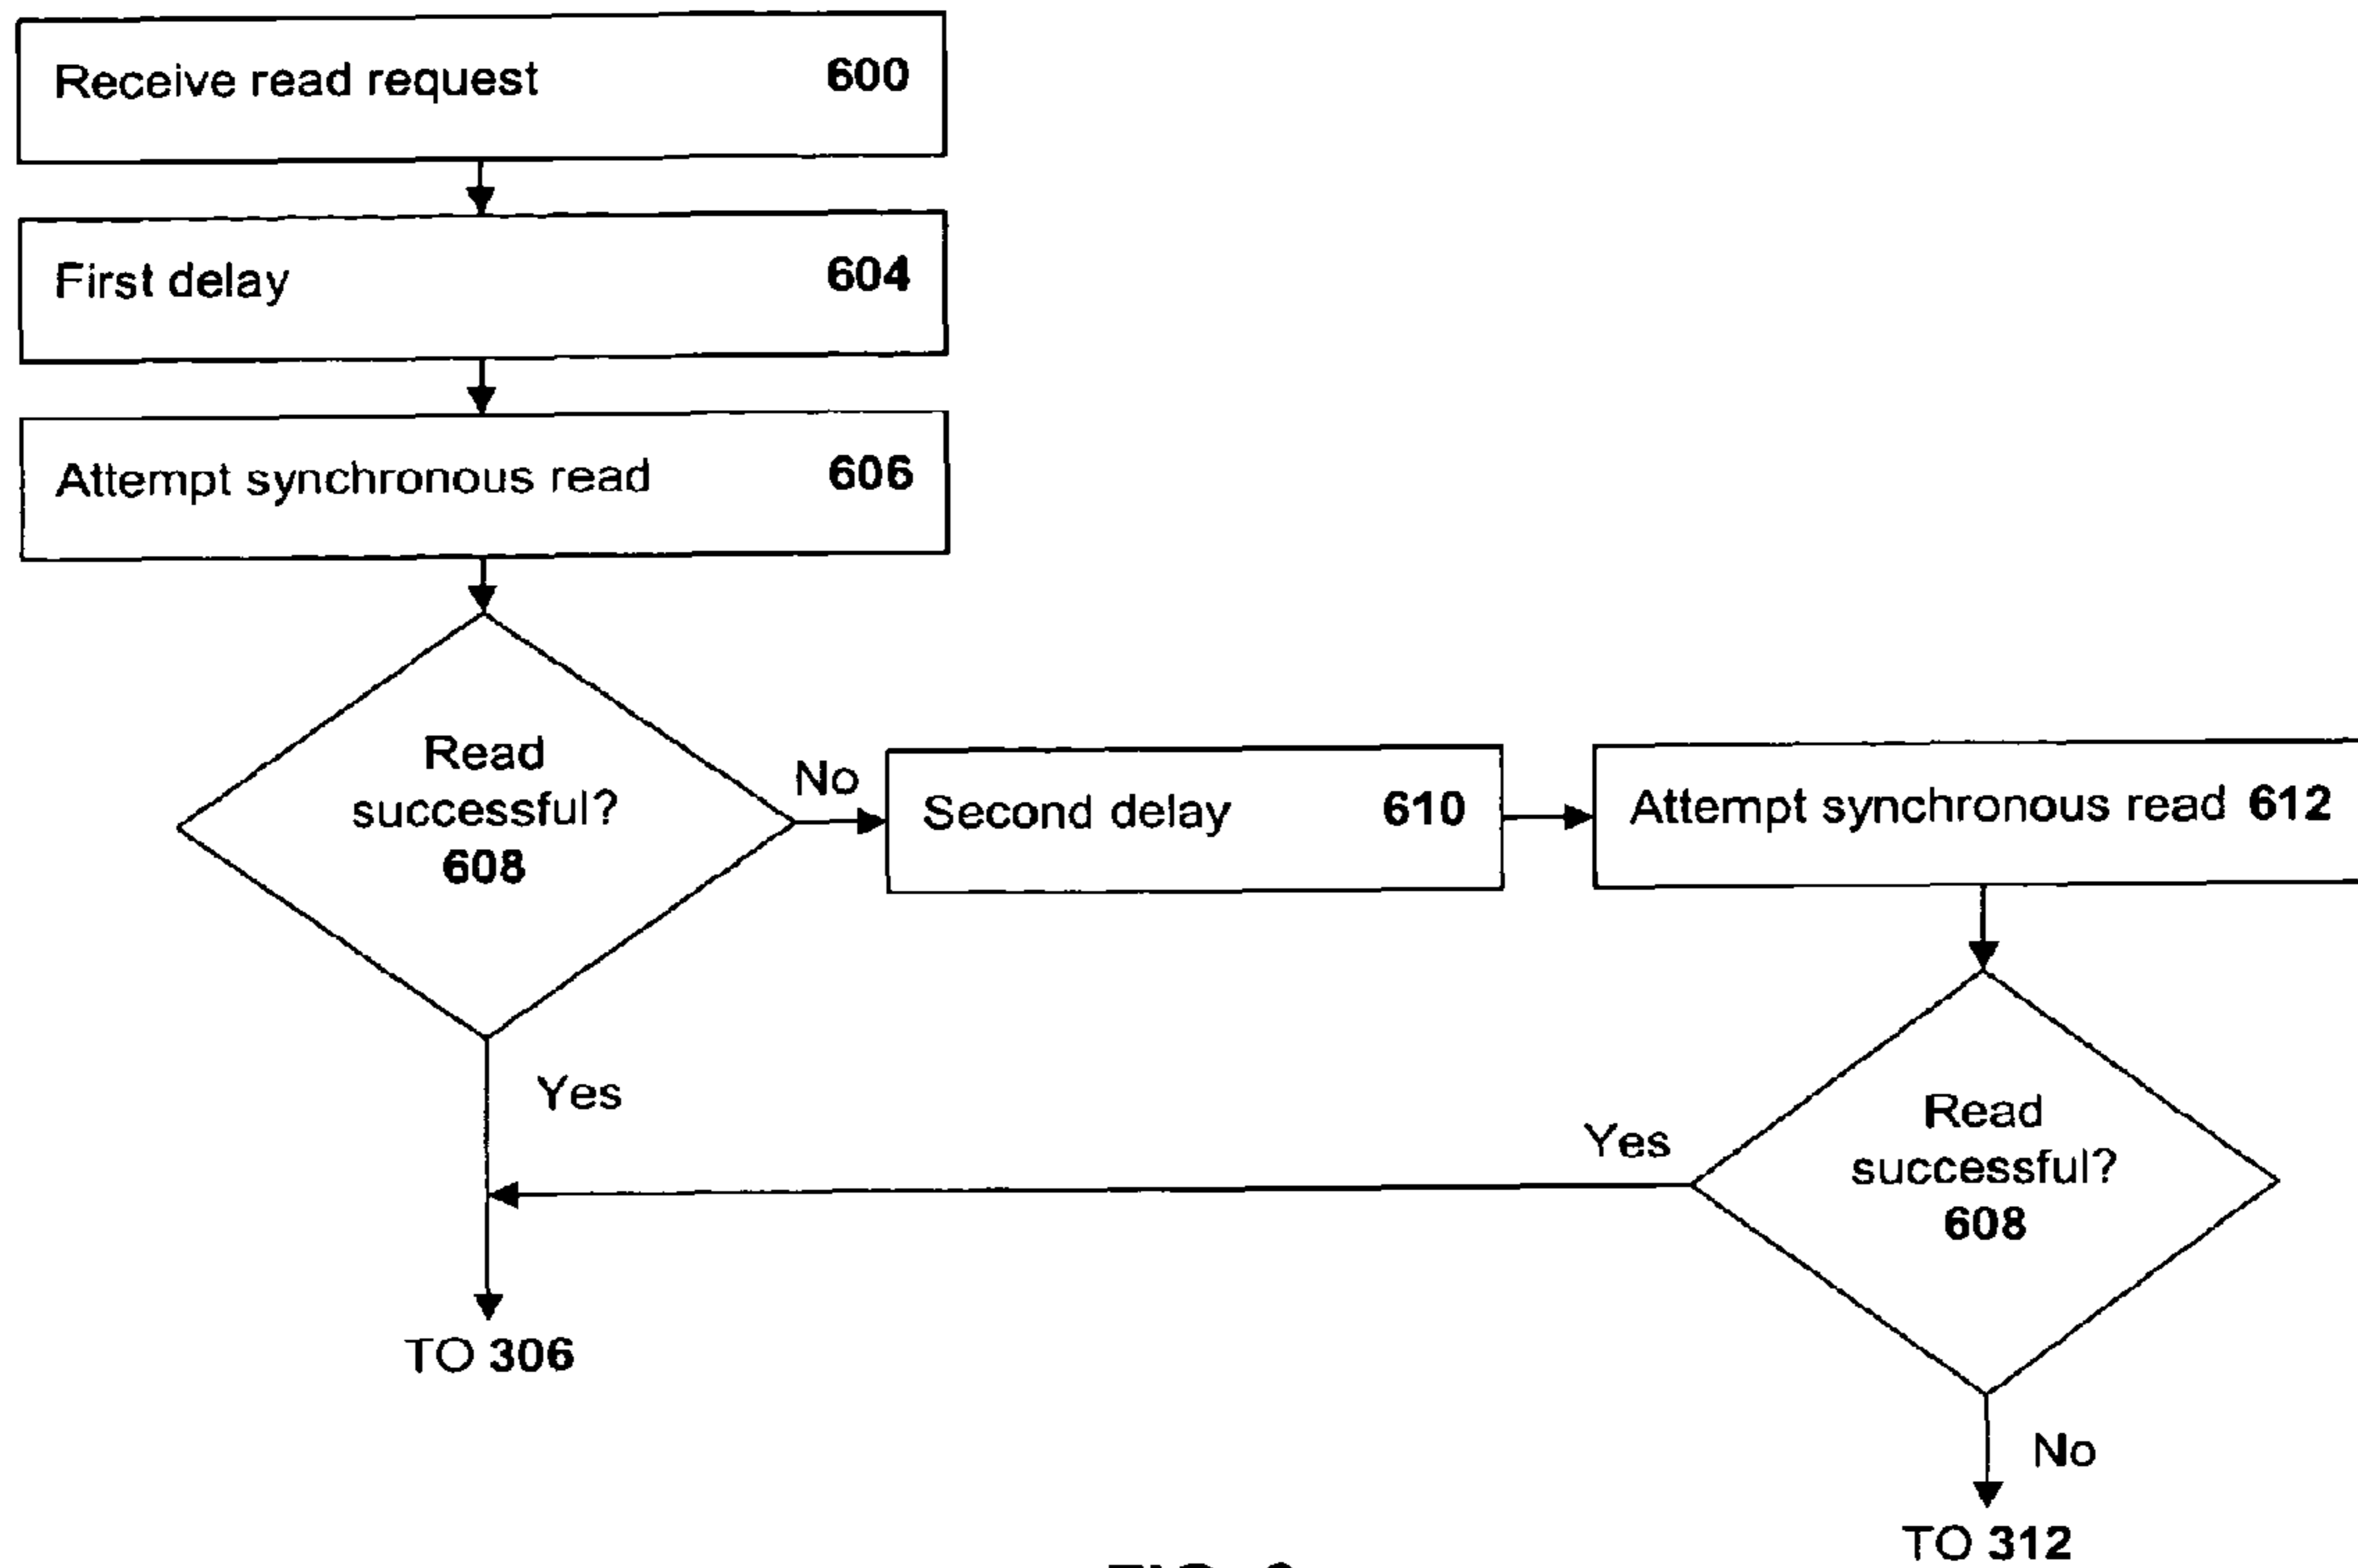 Receive read request 600
First delay 604
Attempt synchronous read 606
Read
successful?
608
No
Second delay 610
Attempt synchronous read 612
Yes
Read
successful?
608
Yes
No
TO 306
TO 312